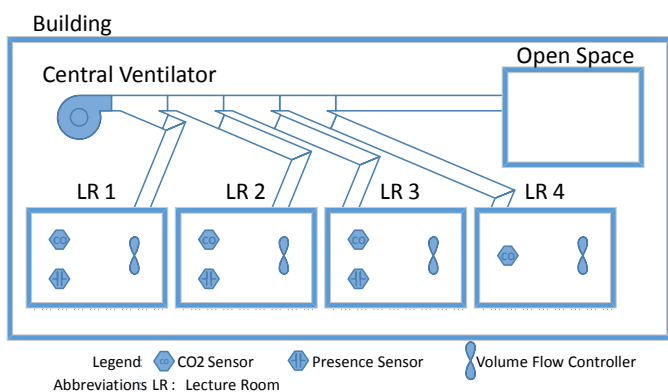 Building
Open Space
Central Ventilator
LR 1
LR 2
LR 3
LR 4
CO
CO
CO
CO
Legend: CO CO2 Sensor Presence Sensor Volume Flow Controller
Abbreviations LR : Lecture Room